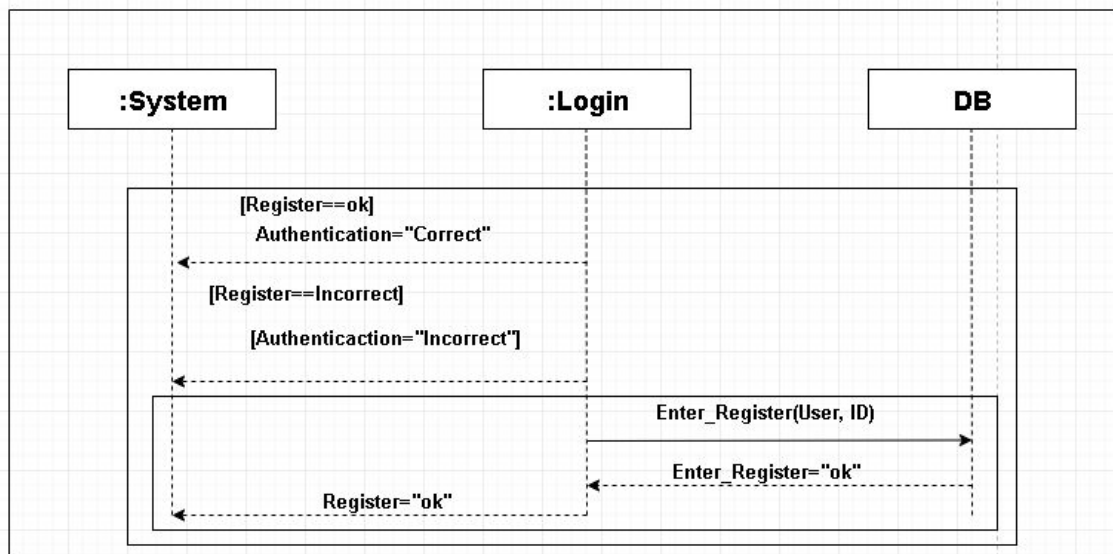 :System
:Login
DB
[Register==ok]
Authentication="Correct"
[Register==Incorrect]
[Authenticaction="Incorrect"]
Enter_Register(User, ID)
Enter_Register="ok"
Register="ok"